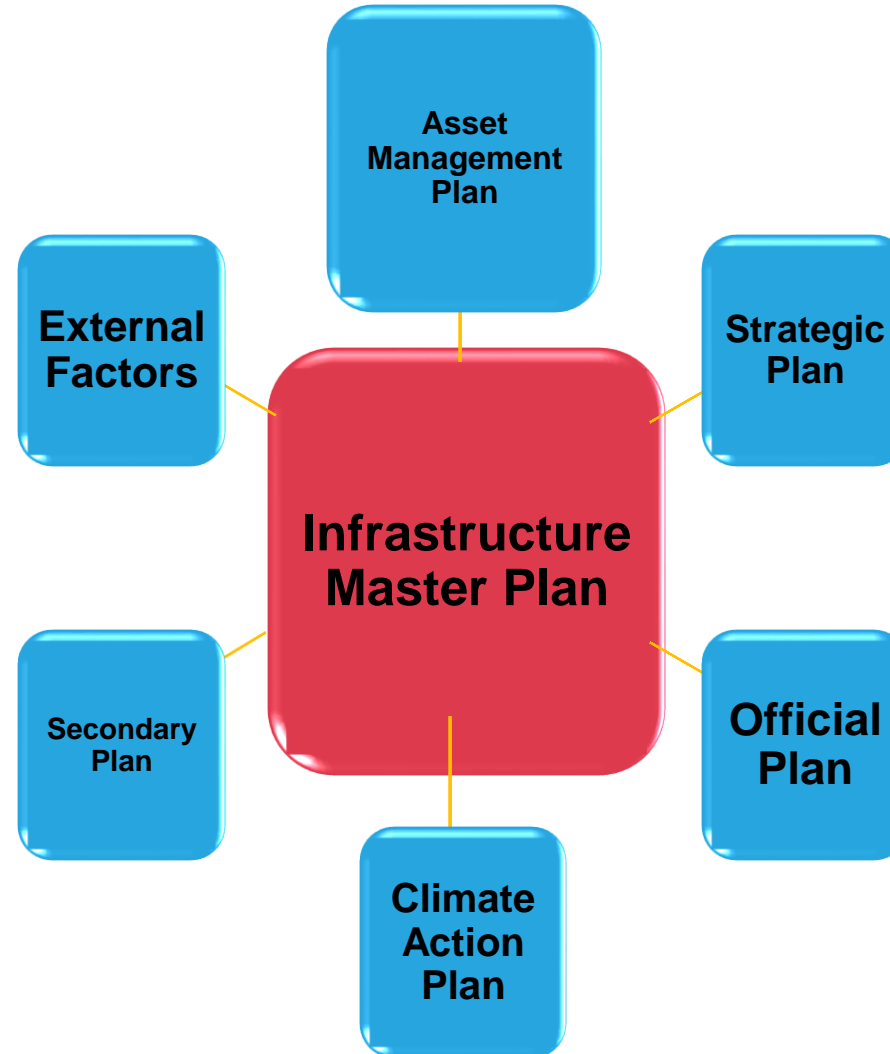 Asset
Management
Plan
External
Factors
Strategic
Plan
Infrastructure
Master Plan
Secondary
Plan
Official
Plan
Climate
Action
Plan